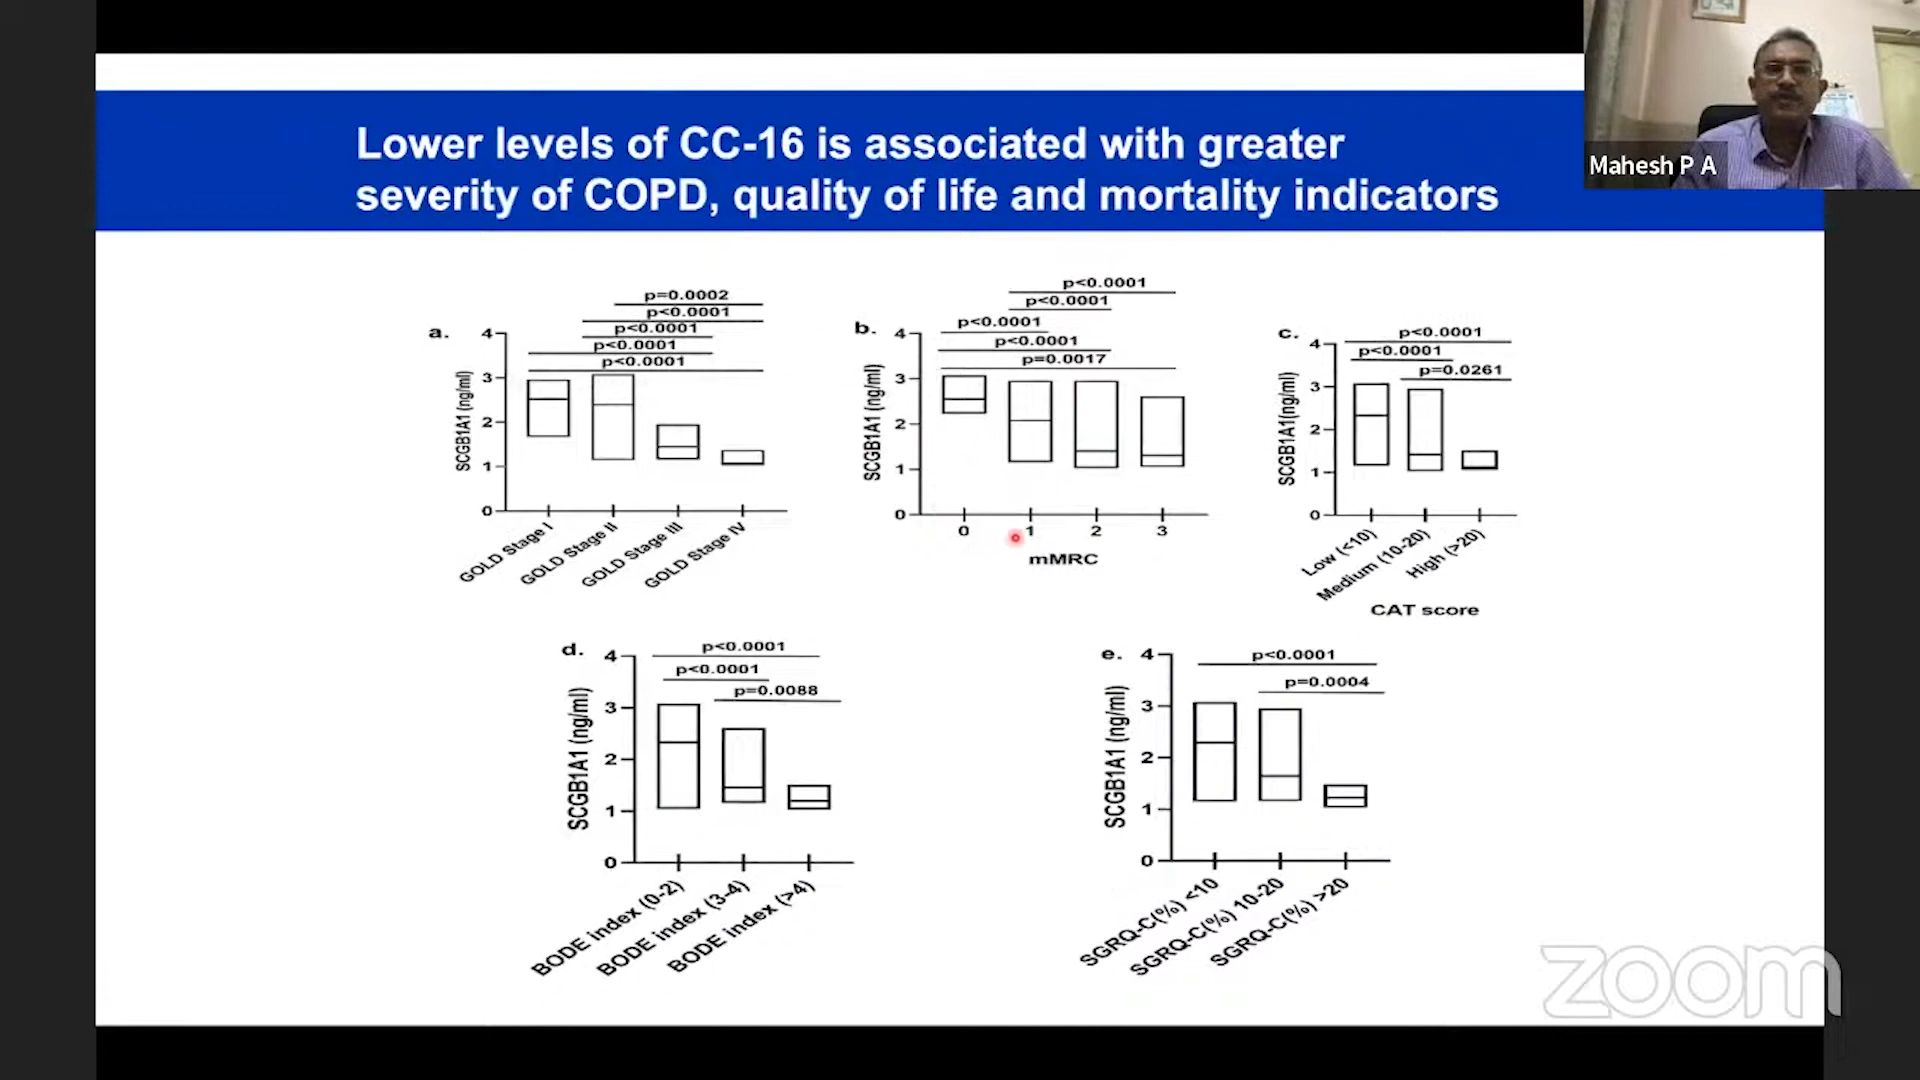 Mahesh P A
Lower levels of CC-16 is associated with greater
severity of COPD, quality of life and mortality indicators
a.
p=0.0002
p<0.0001
p<0.0001
p<0.0001
p<0.0001
4
3
2
1
0
SCGB1A1 (ng/ml)
GOLD Stage I
GOLD Stage II
GOLD Stage III
GOLD Stage IV
b.
p<0.0001
p<0.0001
p<0.0001
p<0.0001
p=0.0017
4
3
2
1
0
SCGB1A1 (ng/ml)
0 1 2 3
mMRC
c.
p<0.0001
p<0.0001
p=0.0261
4
3
2
1
0
SCGB1A1(ng/ml)
Low (<10)
Medium (10-20)
High (>20)
CAT score
d.
p<0.0001
p<0.0001
p=0.0088
4
3
2
1
0
SCGB1A1 (ng/ml)
BODE index (0-2)
BODE index (3-4)
BODE index (>4)
e.
p<0.0001
p=0.0004
4
3
2
1
0
SCGB1A1 (ng/ml)
SGRQ-C(%) <10
SGRQ-C(%) 10-20
SGRQ-C(%) >20
zoom